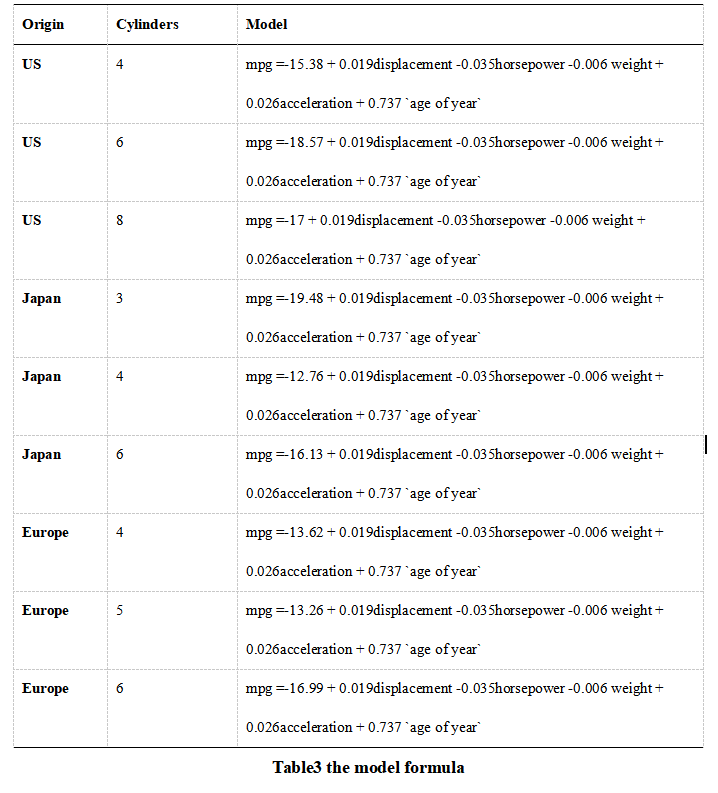 Origin Cylinders Model
US 4 mpg =-15.38 + 0.019displacement -0.035horsepower -0.006 weight +
0.026acceleration + 0.737 `age of year`
US 6 mpg =-18.57 + 0.019displacement -0.035horsepower -0.006 weight +
0.026acceleration + 0.737 `age of year`
US 8 mpg =-17 + 0.019displacement -0.035horsepower -0.006 weight +
0.026acceleration + 0.737 `age of year`
Japan 3 mpg =-19.48 + 0.019displacement -0.035horsepower -0.006 weight +
0.026acceleration + 0.737 `age of year`
Japan 4 mpg =-12.76 + 0.019displacement -0.035horsepower -0.006 weight +
0.026acceleration + 0.737 `age of year`
Japan 6 mpg =-16.13 + 0.019displacement -0.035horsepower -0.006 weight +
0.026acceleration + 0.737 `age of year`
Europe 4 mpg =-13.62 + 0.019displacement -0.035horsepower -0.006 weight +
0.026acceleration + 0.737 `age of year`
Europe 5 mpg =-13.26 + 0.019displacement -0.035horsepower -0.006 weight +
0.026acceleration + 0.737 `age of year`
Europe 6 mpg =-16.99 + 0.019displacement -0.035horsepower -0.006 weight +
0.026acceleration + 0.737 `age of year`
Table3 the model formula